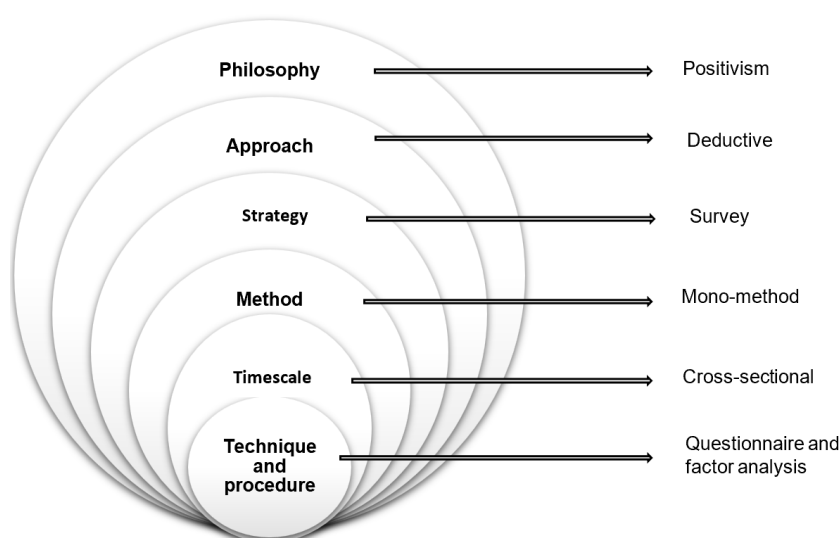 Philosophy
Positivism
Approach
Deductive
Strategy
Survey
Method
Mono-method
Timescale
Cross-sectional
Technique
and
procedure
Questionnaire and
factor analysis